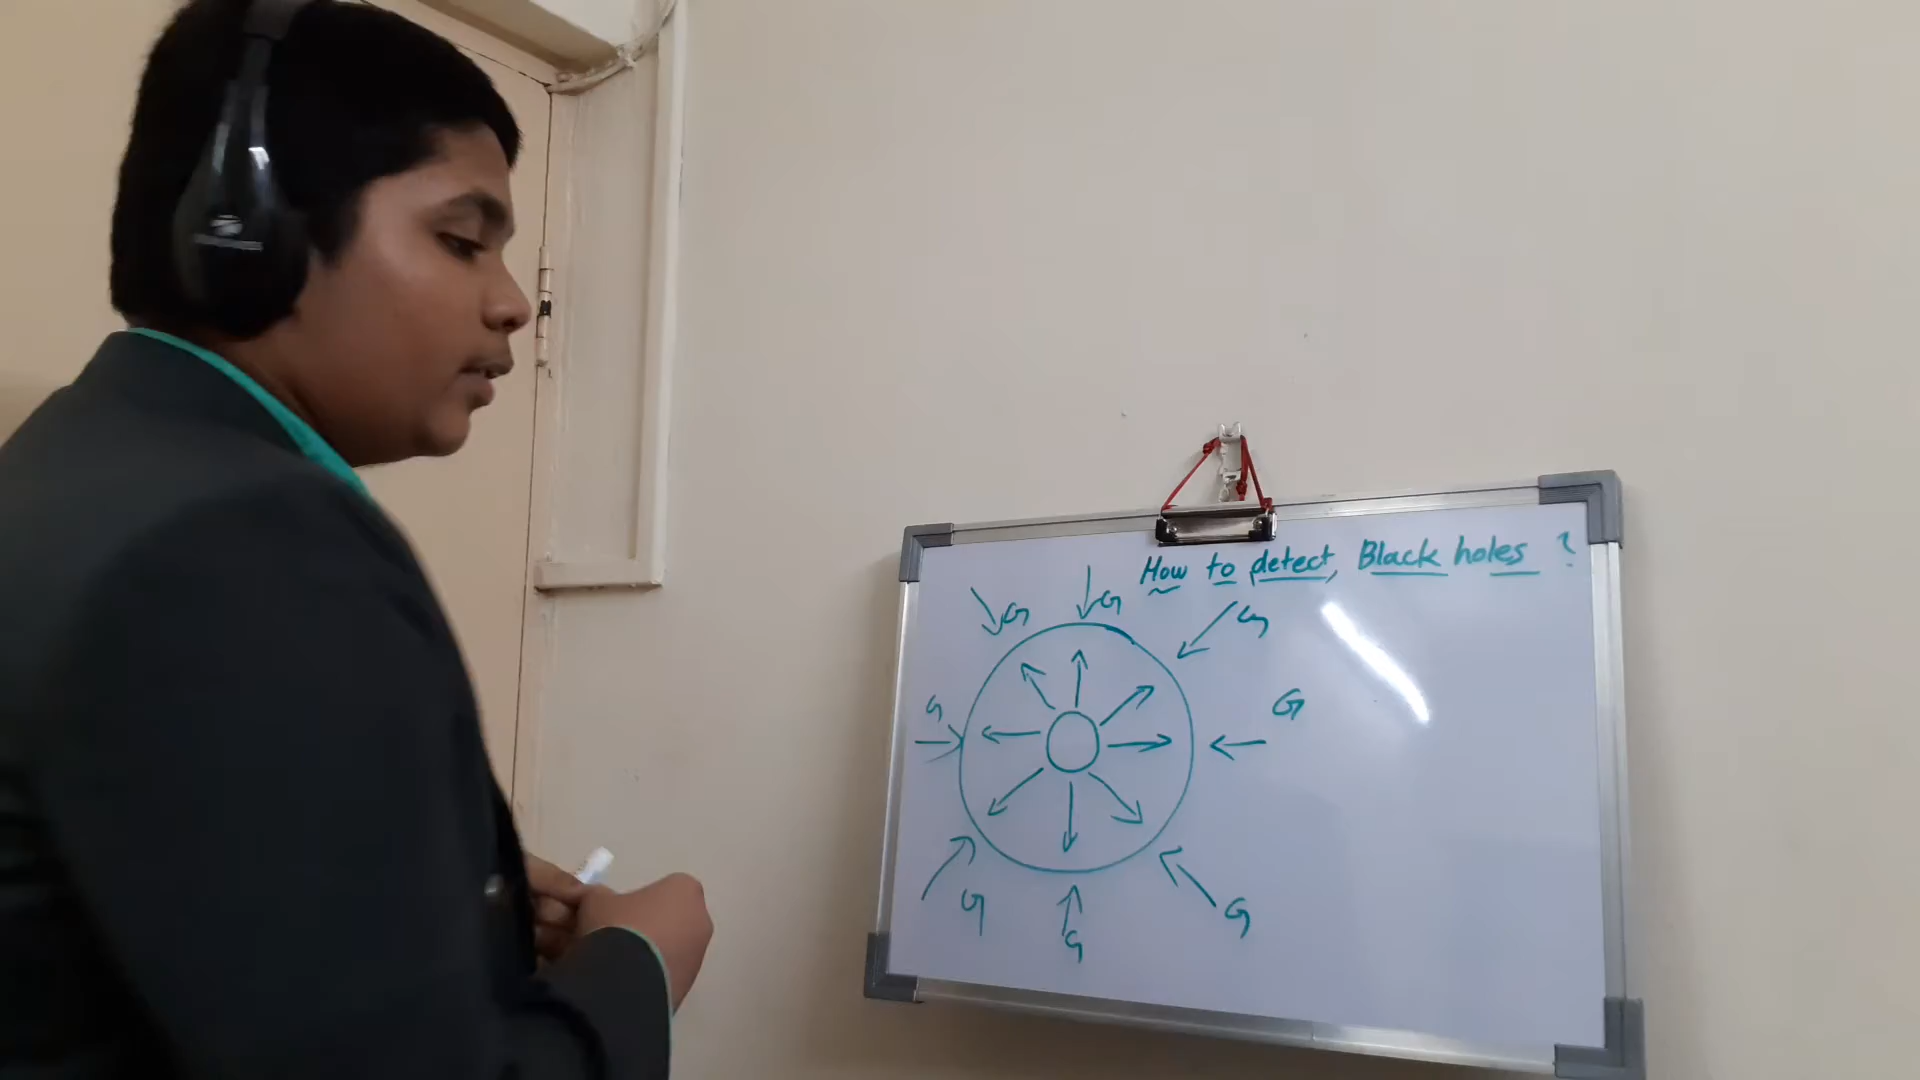 How to detect, Black holes ?
G G G
G G
G G
G